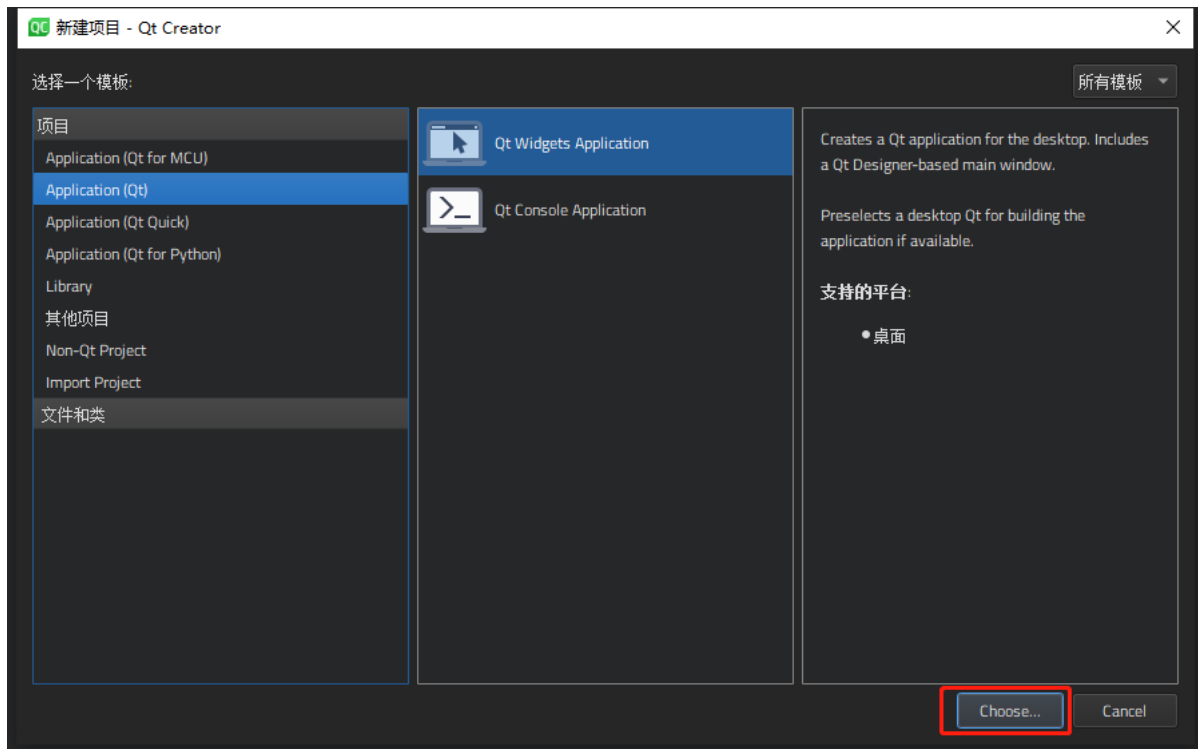 QC 新建项目 - Qt Creator
选择一个模板:
所有模板
项目
Application (Qt for MCU)
Application (Qt)
Application (Qt Quick)
Application (Qt for Python)
Library
其他项目
Non-Qt Project
Import Project
文件和类
Qt Widgets Application
Qt Console Application
Creates a Qt application for the desktop. Includes
a Qt Designer-based main window.
Preselects a desktop Qt for building the
application if available.
支持的平台:
●桌面
Choose...
Cancel